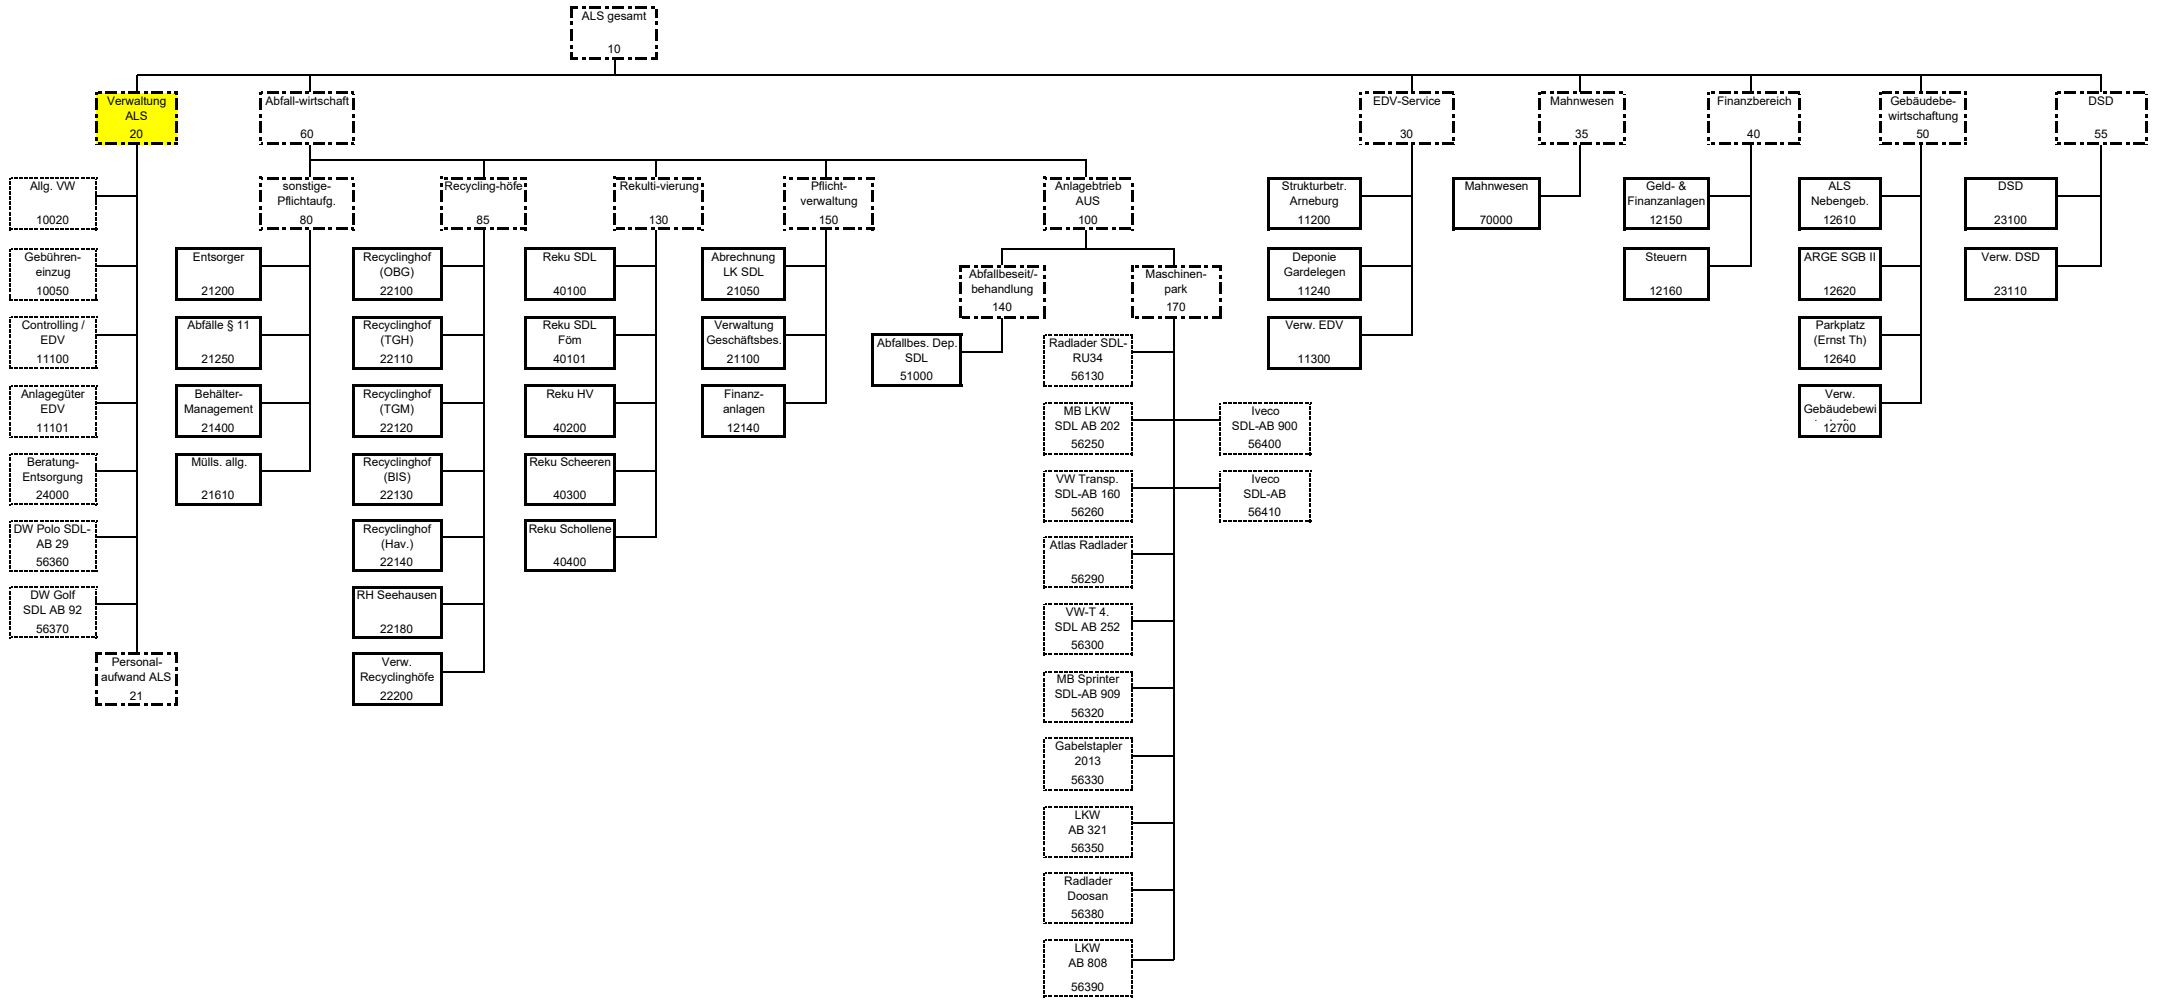 ALS gesamt
10
Verwaltung
ALS
20
Abfall-wirtschaft
60
EDV-Service
30
Mahnwesen
35
Finanzbereich
40
Gebäudebe-
wirtschaftung
50
DSD
55
Allg. VW
10020
Gebühren-
einzug
10050
Controlling /
EDV
11100
Anlagegüter
EDV
11101
Beratung-
Entsorgung
24000
DW Polo SDL-
AB 29
56360
DW Golf
SDL AB 92
56370
Personal-
aufwand ALS
21
sonstige-
Pflichtaufg.
80
Entsorger
21200
Abfälle § 11
21250
Behälter-
Management
21400
Mülls. allg.
21610
Recycling-höfe
85
Recyclinghof
(OBG)
22100
Recyclinghof
(TGH)
22110
Recyclinghof
(TGM)
22120
Recyclinghof
(BIS)
22130
Recyclinghof
(Hav.)
22140
RH Seehausen
22180
Verw.
Recyclinghöfe
22200
Rekulti-vierung
130
Reku SDL
40100
Reku SDL
Föm
40101
Reku HV
40200
Reku Scheeren
40300
Reku Schollene
40400
Pflicht-
verwaltung
150
Abrechnung
LK SDL
21050
Verwaltung
Geschäftsbes.
21100
Finanz-
anlagen
12140
Anlagebtrieb
AUS
100
Abfallbeseit/-
behandlung
140
Abfallbes. Dep.
SDL
51000
Maschinen-
park
170
Radlader SDL-
RU34
56130
MB LKW
SDL AB 202
56250
Iveco
SDL-AB 900
56400
VW Transp.
SDL-AB 160
56260
Iveco
SDL-AB
56410
Atlas Radlader
56290
VW-T 4.
SDL AB 252
56300
MB Sprinter
SDL-AB 909
56320
Gabelstapler
2013
56330
LKW
AB 321
56350
Radlader
Doosan
56380
LKW
AB 808
56390
Strukturbetr.
Arneburg
11200
Deponie
Gardelegen
11240
Verw. EDV
11300
Mahnwesen
70000
Geld- &
Finanzanlagen
12150
Steuern
12160
ALS
Nebengeb.
12610
ARGE SGB II
12620
Parkplatz
(Ernst Th)
12640
Verw.
Gebäudebewi
12700
DSD
23100
Verw. DSD
23110